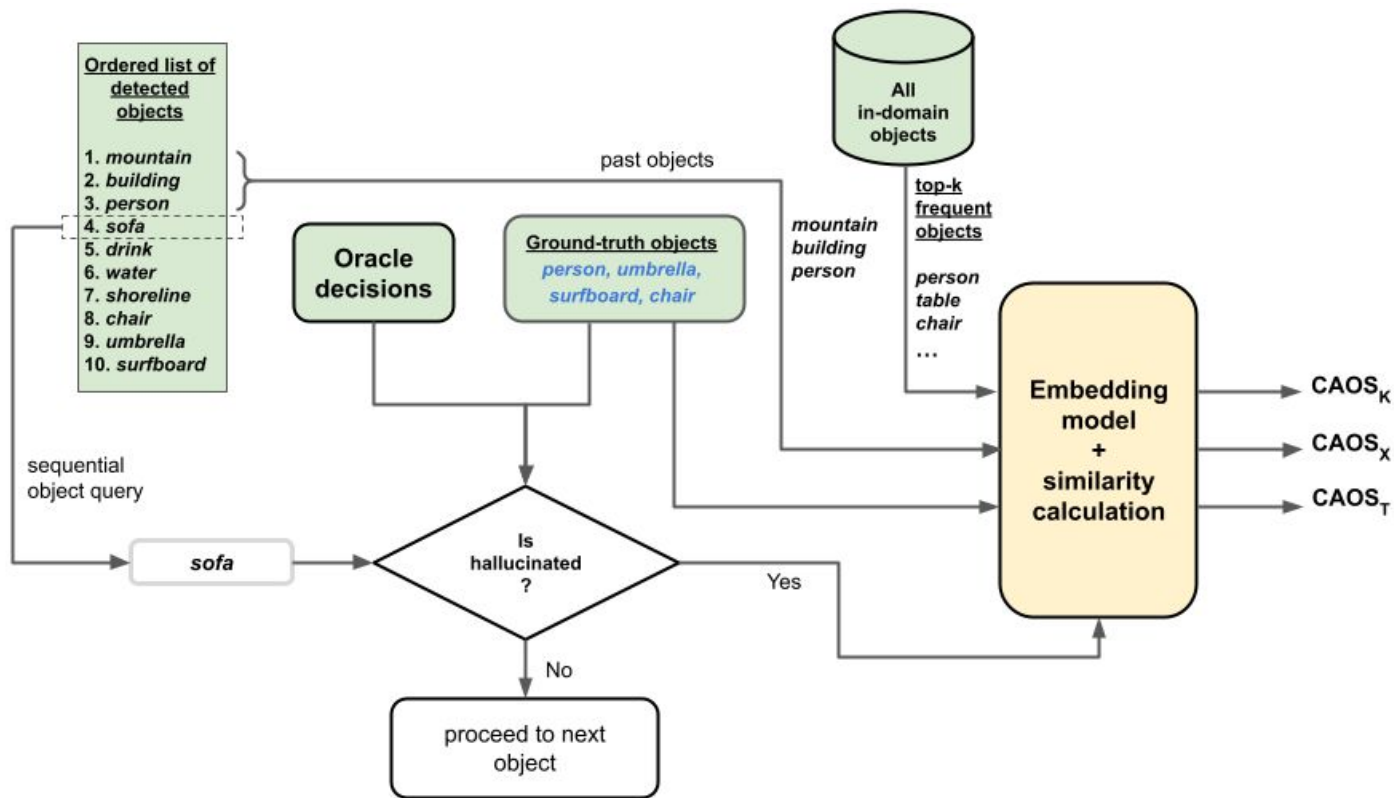 Ordered list of
detected
objects
1. mountain
2. building
3. person
4. sofa
5. drink
6. water
7. shoreline
8. chair
9. umbrella
10. surfboard
past objects
All
in-domain
objects
top-k
frequent
objects
person
table
chair
...
mountain
building
person
Oracle
decisions
Ground-truth objects
person, umbrella,
surfboard, chair
Embedding
model
+
similarity
calculation
CAOS_K
CAOS_X
CAOS_T
sequential
object query
sofa
Is
hallucinated
?
Yes
No
proceed to next
object